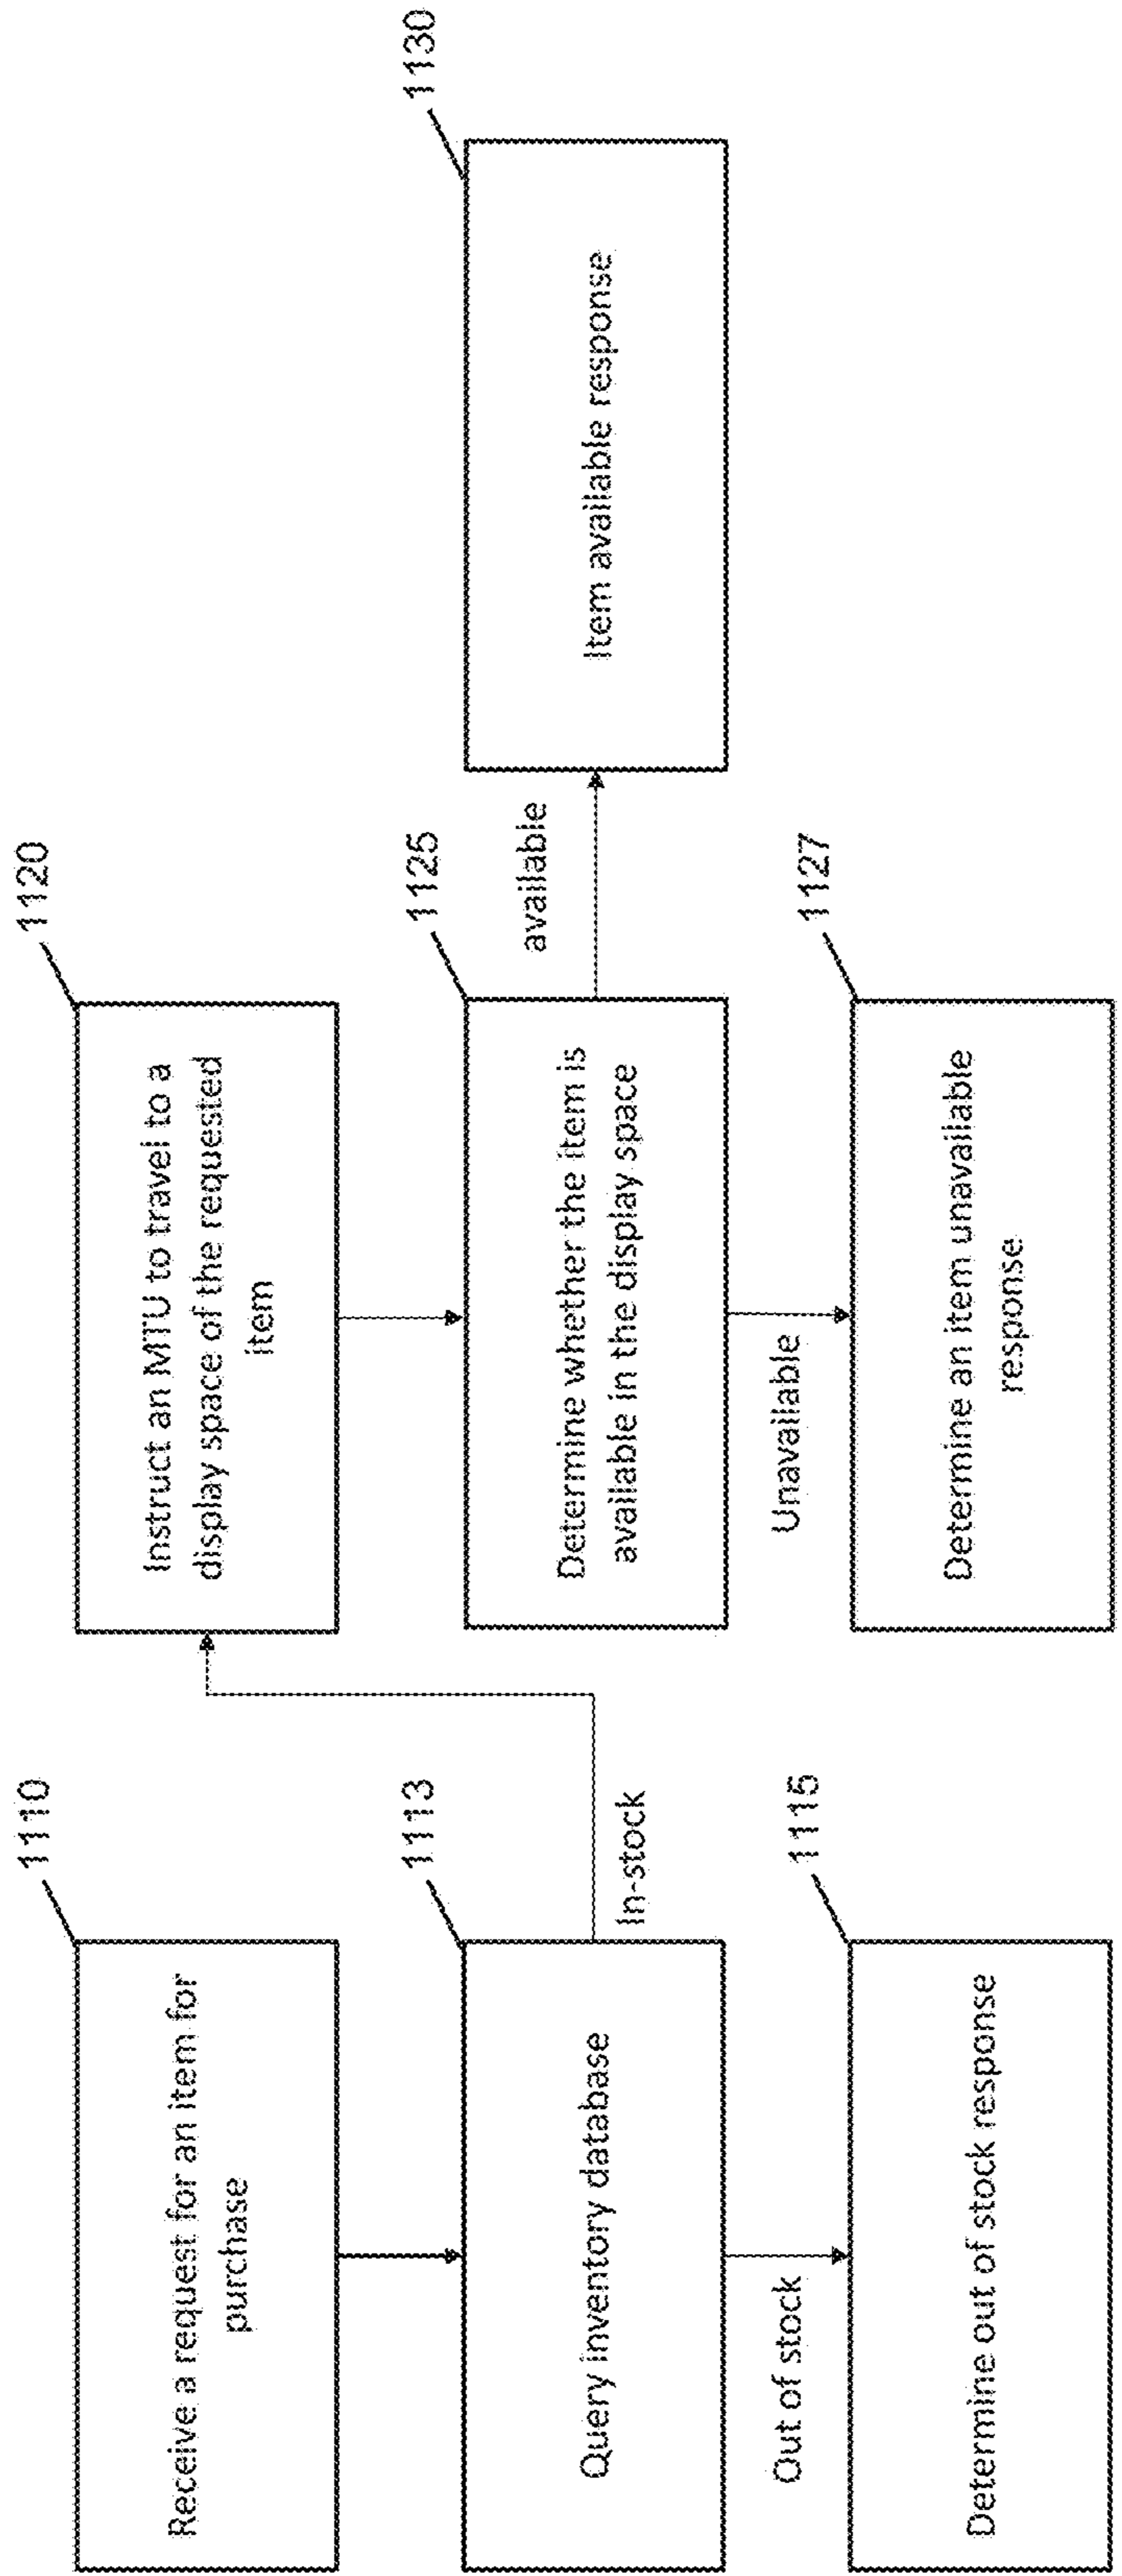 1110
Receive a request for an item for
purchase
1113
Query inventory database
In-stock
Out of stock
1115
Determine out of stock response
1120
Instruct an MTU to travel to a
display space of the requested
item
1125
Determine whether the item is
available in the display space
available
Unavailable
1127
Determine an item unavailable
response
1130
Item available response